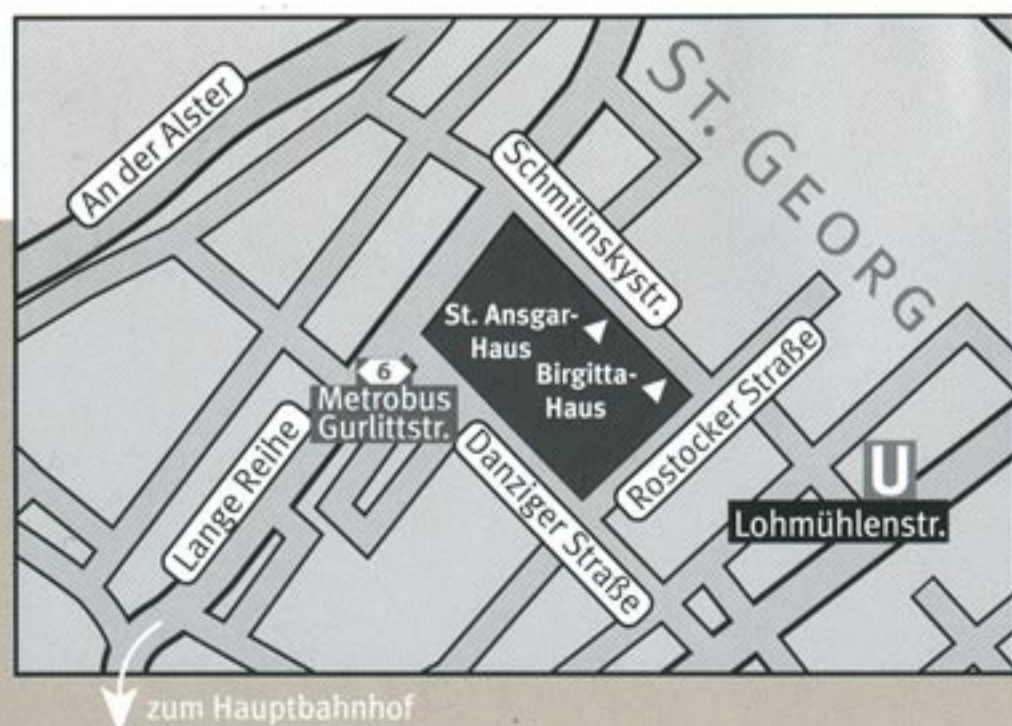 An der Alster
Schmilinskystr.
ST. GEORG
St. Ansgar-
Haus
Birgitta-
Haus
6
Metrobus
Gurlittstr.
Lange Reihe
Danziger Straße
Rostocker Straße
U
Lohmühlenstr.
zum Hauptbahnhof